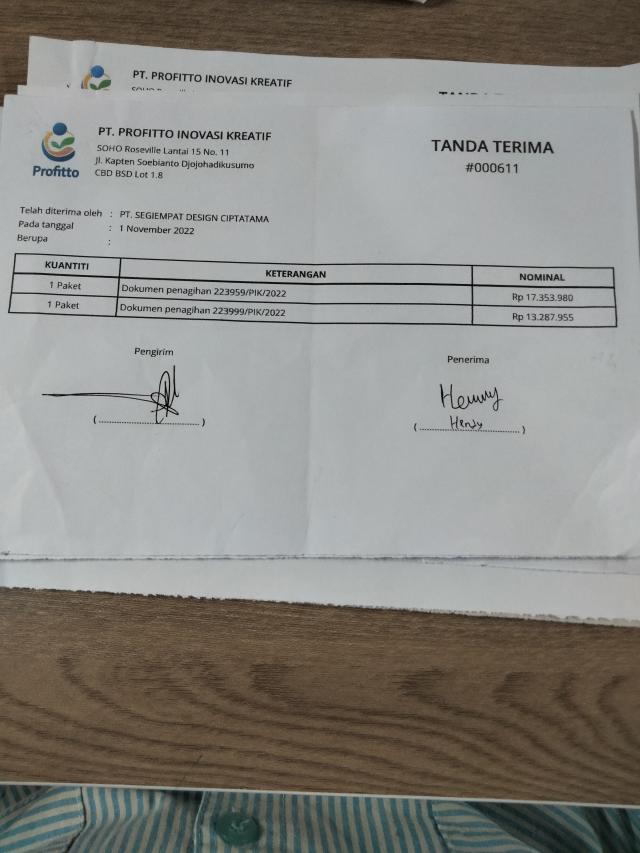 PT. PROFITTO INOVASI KREATIF
PT. PROFITTO INOVASI KREATIF
SOHO Roseville Lantai 15 No. 11
Jl. Kapten Soebianto Djojohadikusumo
CBD BSD Lot 1.8
Profitto
TANDA TERIMA
#000611
Telah diterima oleh : PT. SEGIEMPAT DESIGN CIPTATAMA
Pada tanggal : 1 November 2022
Berupa :
KUANTITI KETERANGAN NOMINAL
1 Paket Dokumen penagihan 223959/PIK/2022 Rp 17.353.980
1 Paket Dokumen penagihan 223999/PIK/2022 Rp 13.287.955
Pengirim Penerima
Henny
(........................) (........................)